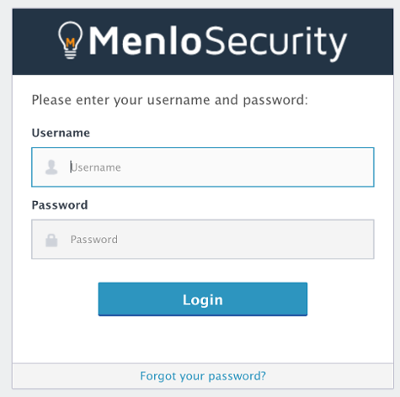 MenloSecurity
Please enter your username and password:
Username
Username
Password
Password
Login
Forgot your password?